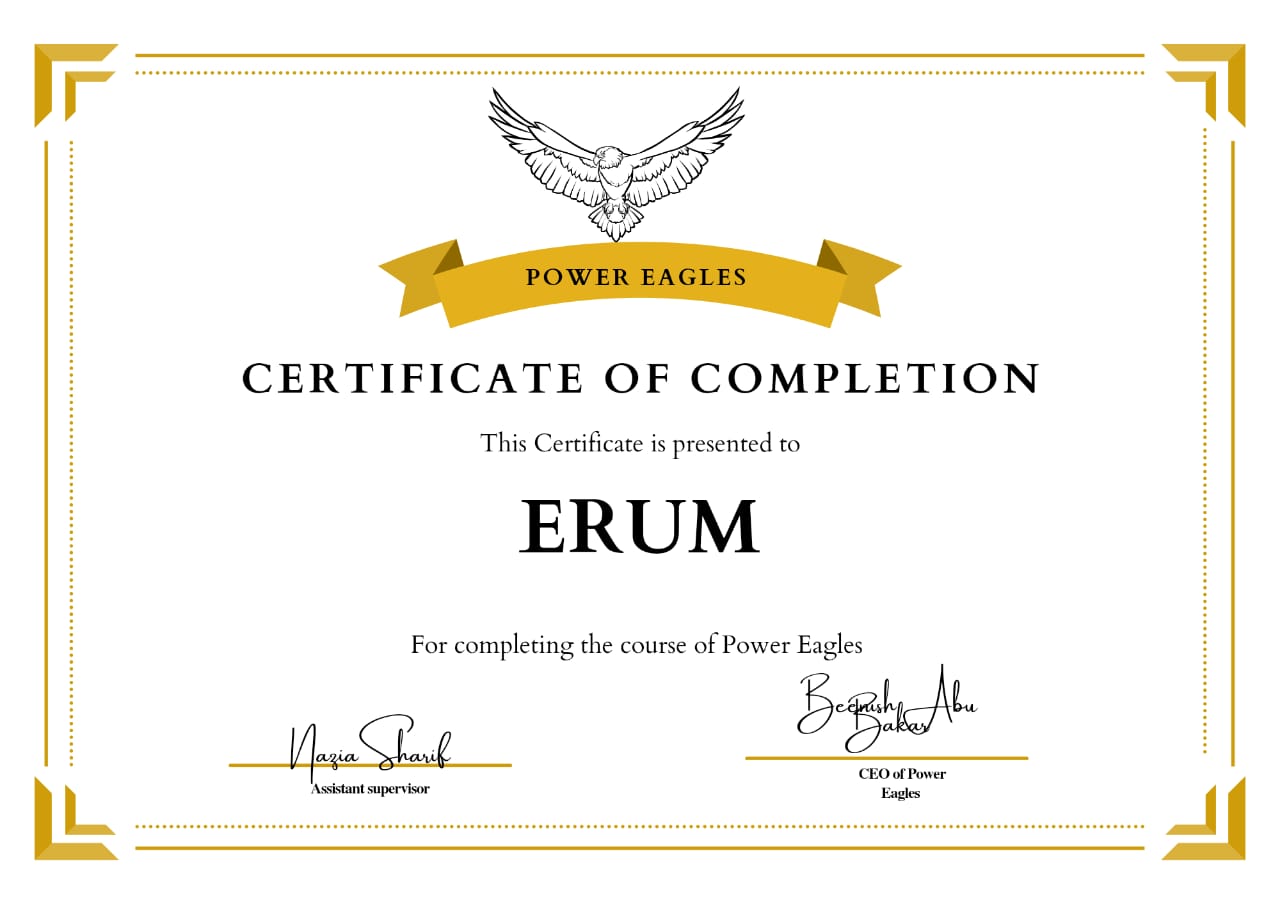 POWER EAGLES
CERTIFICATE OF COMPLETION
This Certificate is presented to
ERUM
For completing the course of Power Eagles
Nazia Sharif
Assistant supervisor
Beenish Abu
Bakar
CEO of Power
Eagles